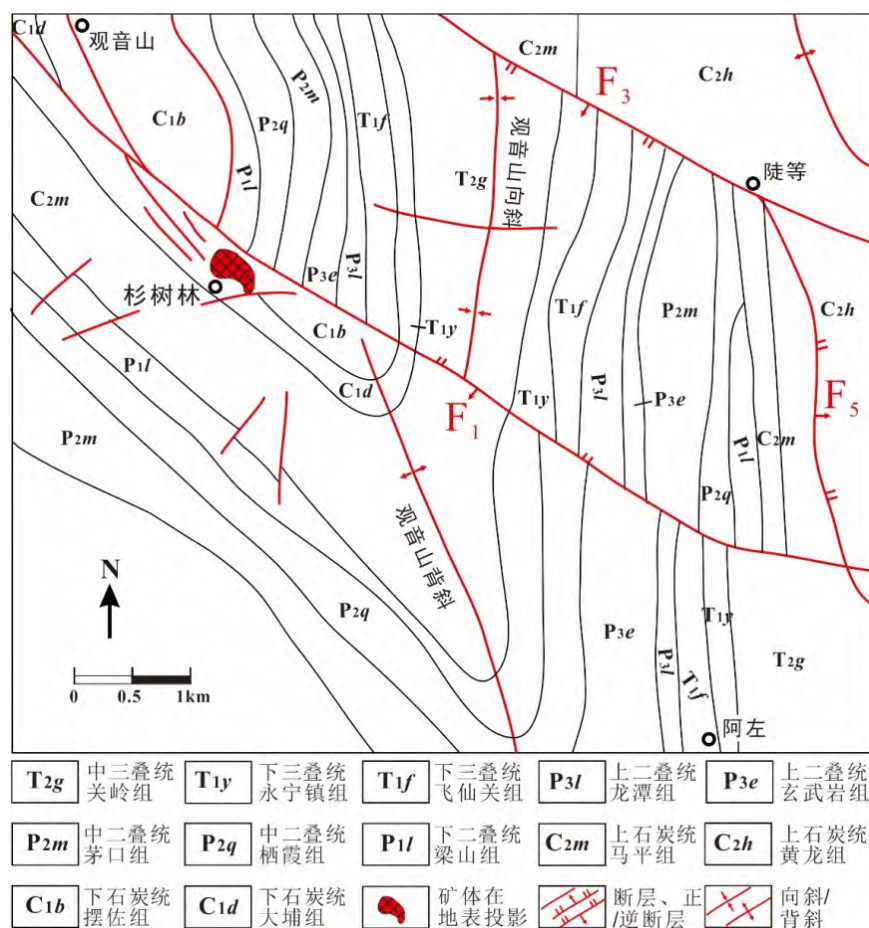 C1d
观音山
C2m
C2h
F3
P2m
P2q
T1f
C1b
P1l
观音山向斜
T2g
陡等
C2m
P3e
P3l
杉树林
T1y
C1b
C1d
T1f
P2m
C2h
P3l
P3e
T1y
F1
F5
P1l
C2m
P1l
P2m
P2q
观音山背斜
N
P2q
P3e
T1y
P3l
T1f
T2g
0 0.5 1km
阿左
T2g 中三叠统 关岭组
T1y 下三叠统 永宁镇组
T1f 下三叠统 飞仙关组
P3l 上二叠统 龙潭组
P3e 上二叠统 玄武岩组
P2m 中二叠统 茅口组
P2q 中二叠统 栖霞组
P1l 下二叠统 梁山组
C2m 上石炭统 马平组
C2h 上石炭统 黄龙组
C1b 下石炭统 摆佐组
C1d 下石炭统 大埔组
矿体在 地表投影
断层、正 /逆断层
向斜/ 背斜